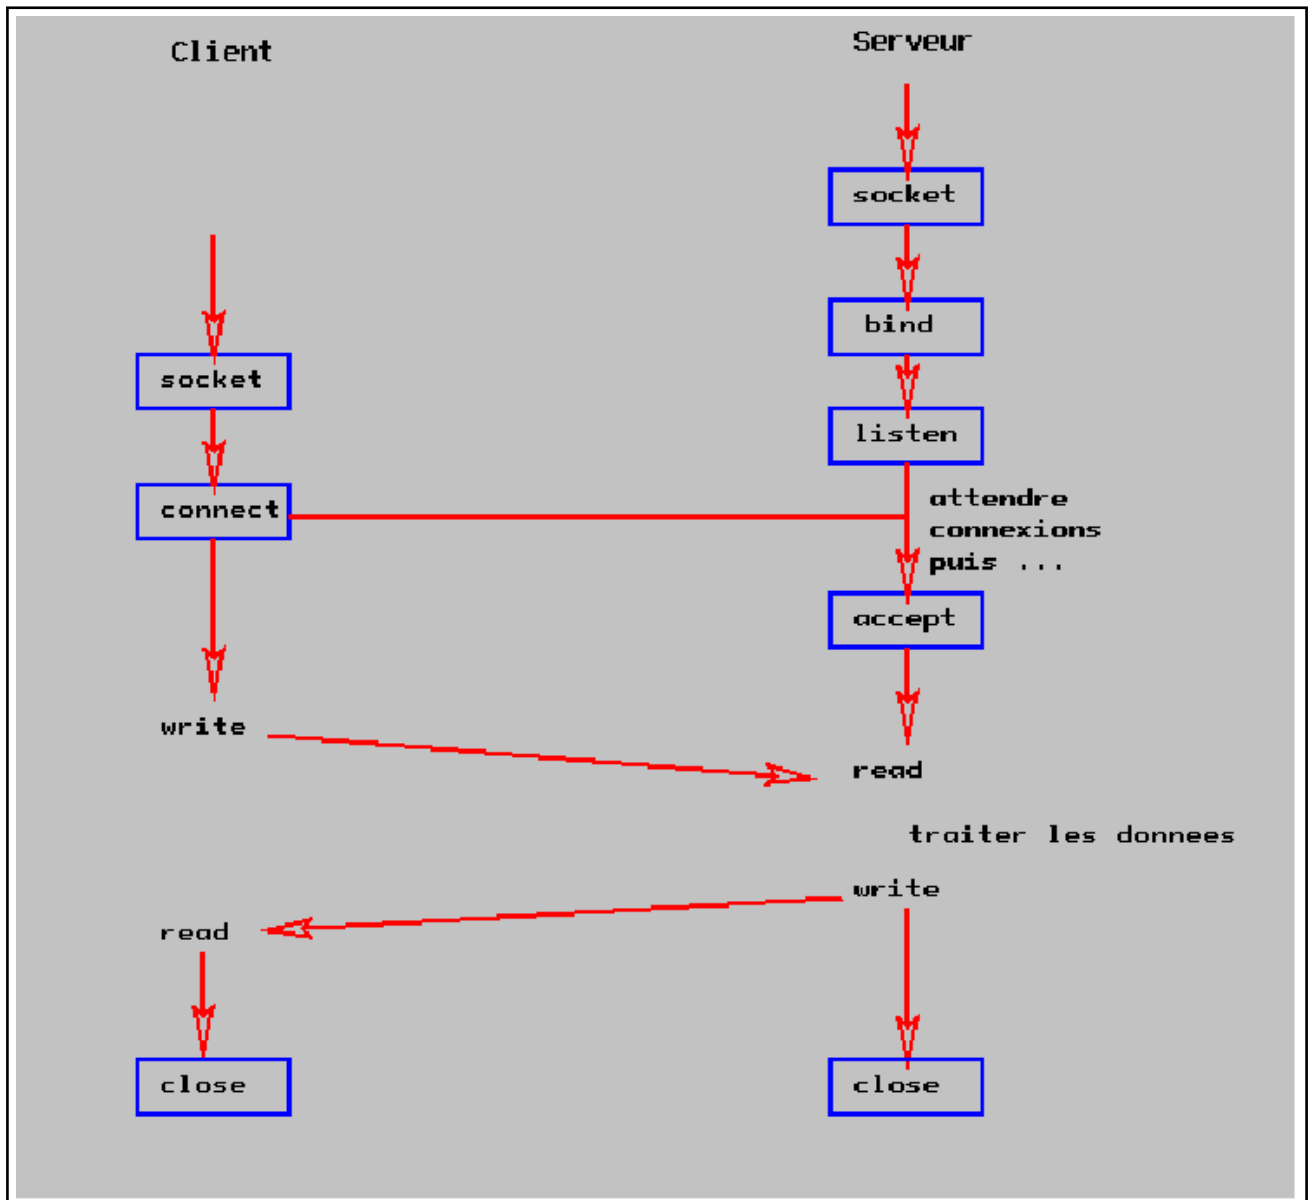 Client
Serveur
socket
bind
socket
listen
connect
attendre
connexions
puis ...
accept
write
read
traiter les donnees
write
read
close
close